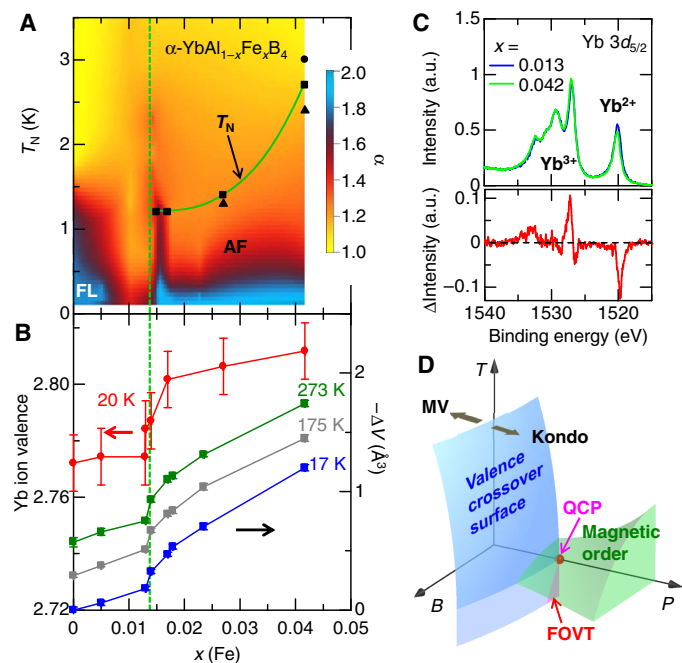 A
α-YbAl1−xFexB4
TN (K)
3
2
1
0
TN
AF
FL
2.0
1.8
1.6
1.4
1.2
1.0
α
B
Yb ion valence
2.80
2.76
2.72
20 K
273 K
175 K
17 K
2
1
0
−ΔV (Å3)
0
0.01
0.02
0.03
0.04
0.05
x (Fe)
C
Yb 3d5/2
x =
0.013
0.042
Yb2+
Yb3+
Intensity (a.u.)
1.0
0.5
0
ΔIntensity (a.u.)
0.1
0
−0.1
1540
1530
1520
Binding energy (eV)
D
T
MV
Kondo
Valence
crossover
surface
QCP
Magnetic
order
B
P
FOVT